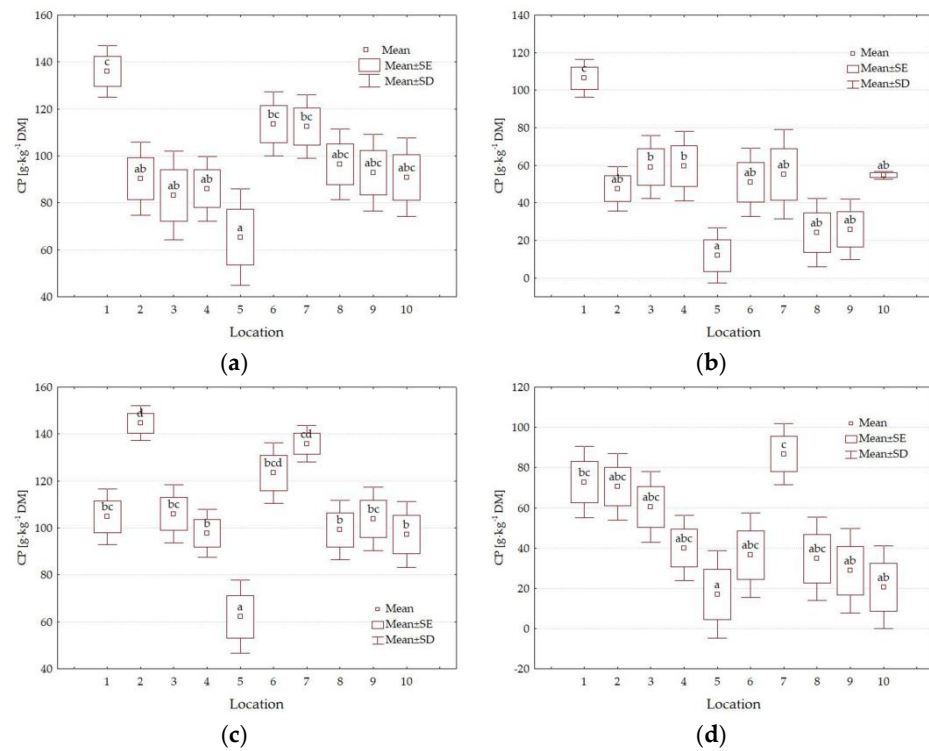 160
140
120
100
80
60
40
CP [g·kg⁻¹ DM]
c
ab
ab
ab
a
bc
bc
abc
abc
abc
Mean
Mean±SE
Mean±SD
1 2 3 4 5 6 7 8 9 10
Location
(a)
140
120
100
80
60
40
20
0
CP [g·kg⁻¹ DM]
c
ab
b
b
a
ab
ab
ab
ab
ab
Mean
Mean±SE
Mean±SD
1 2 3 4 5 6 7 8 9 10
Location
(b)
160
140
120
100
80
60
40
CP [g·kg⁻¹ DM]
bc
d
bc
b
a
bcd
cd
b
bc
b
Mean
Mean±SE
Mean±SD
1 2 3 4 5 6 7 8 9 10
Location
(c)
120
100
80
60
40
20
0
-20
CP [g·kg⁻¹ DM]
bc
abc
abc
abc
a
abc
c
abc
ab
ab
Mean
Mean±SE
Mean±SD
1 2 3 4 5 6 7 8 9 10
Location
(d)